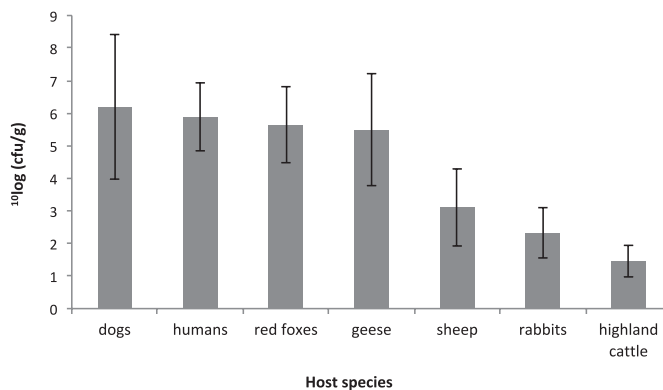 9
8
7
6
5
4
3
2
1
0
¹⁰log (cfu/g)
dogs humans red foxes geese sheep rabbits highland
cattle
Host species